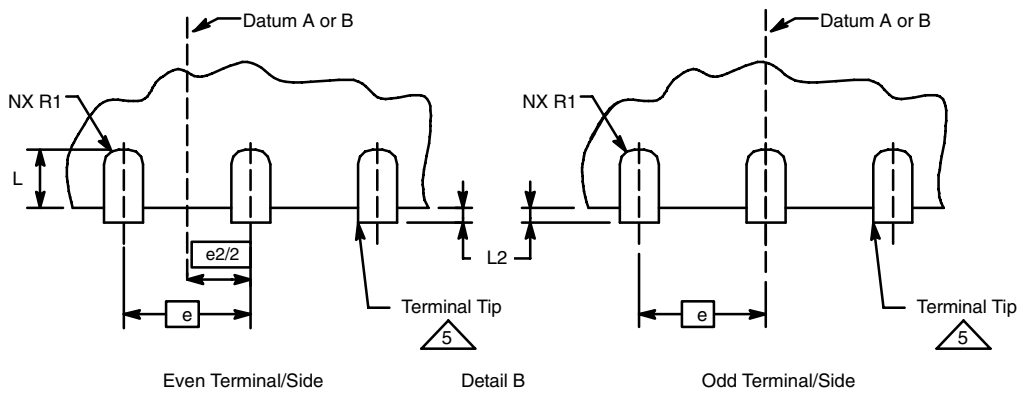 Datum A or B
Datum A or B
NX R1
NX R1
L
e2/2
L2
e
e
Terminal Tip
5
Terminal Tip
5
Even Terminal/Side
Detail B
Odd Terminal/Side